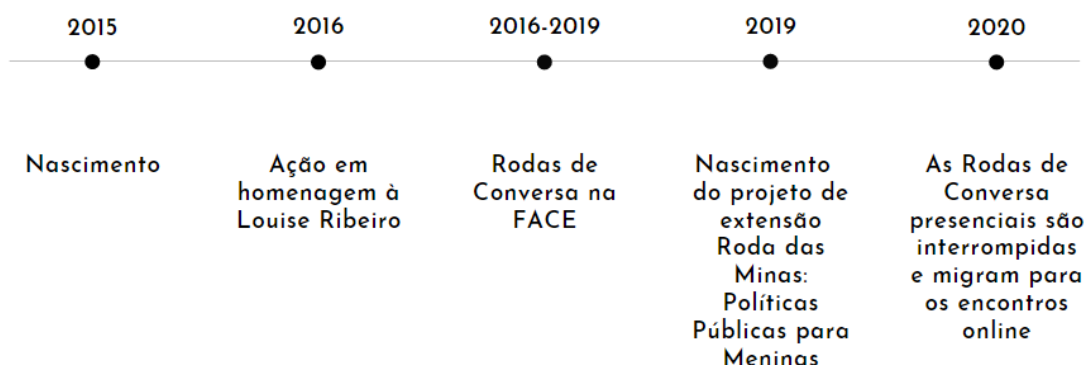 2015
2016
2016-2019
2019
2020
Nascimento
Ação em
homenagem à
Louise Ribeiro
Rodas de
Conversa na
FACE
Nascimento
do projeto de
extensão
Roda das
Minas:
Políticas
Públicas para
Meninas
As Rodas de
Conversa
presenciais são
interrompidas
e migram para
os encontros
online